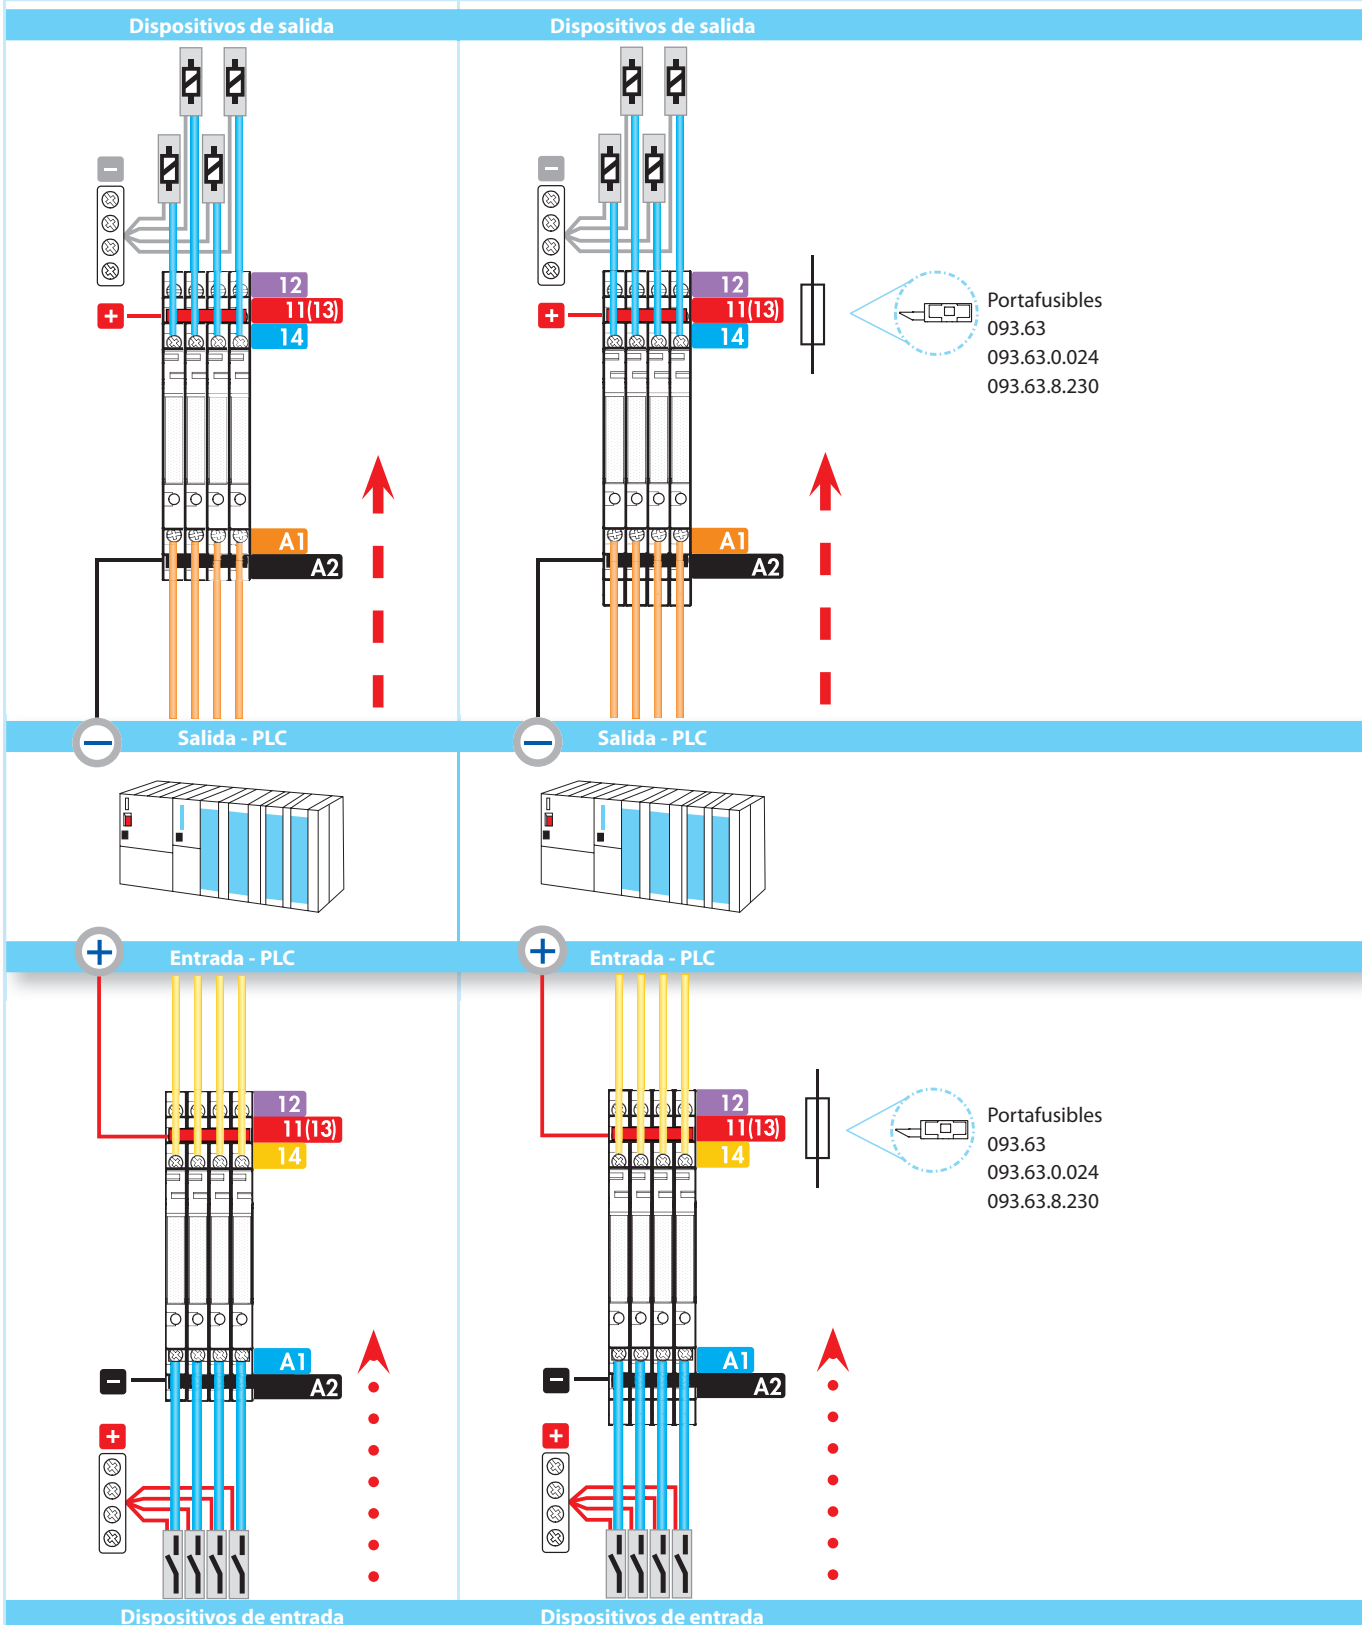 Dispositivos de salida
Dispositivos de salida
−
−
12
11(13)
14
+
12
11(13)
14
+
Portafusibles
093.63
093.63.0.024
093.63.8.230
A1
A2
A1
A2
Salida - PLC
Salida - PLC
Entrada - PLC
Entrada - PLC
12
11(13)
14
12
11(13)
14
Portafusibles
093.63
093.63.0.024
093.63.8.230
A1
A2
−
A1
A2
−
+
+
Dispositivos de entrada
Dispositivos de entrada